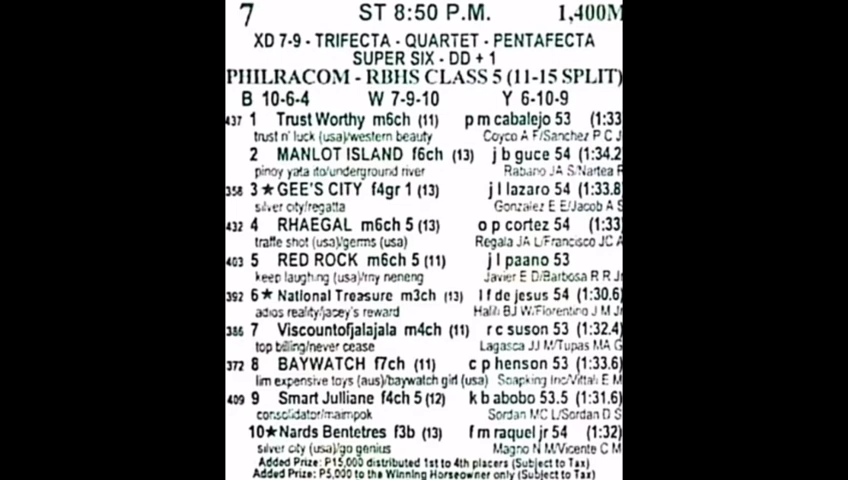 7 ST 8:50 P.M. 1,400M
XD 7-9 - TRIFECTA - QUARTET - PENTAFECTA
SUPER SIX - DD + 1
PHILRACOM - RBHS CLASS 5 (11-15 SPLIT)
B 10-6-4 W 7-9-10 Y 6-10-9
437 1 Trust Worthy m6ch (11) p m cabalejo 53 (1:33
trust n' luck (usa)/western beauty Coyco A F/Sanchez P C J
2 MANLOT ISLAND f6ch (13) j b guce 54 (1:34.2
pinoy yata ito/underground river Rabano JA S/Nartea R
358 3 ★ GEE'S CITY f4gr 1 (13) j l lazaro 54 (1:33.8
silver city/regatta Gonzalez E E/Jacob A S
432 4 RHAEGAL m6ch 5 (13) o p cortez 54 (1:33)
traffe shot (usa)/germs (usa) Regala JA L/Francisco JC A
403 5 RED ROCK m6ch 5 (11) j l paano 53
keep laughing (usa)/my neneng Javier E D/Barbosa R R Jr
392 6 ★ National Treasure m3ch (13) l f de jesus 54 (1:30.6)
adios reality/jacey's reward Halili BJ W/Florentino J M Jr
386 7 Viscountofjalajala m4ch (11) r c suson 53 (1:32.4)
top billing/never cease Lagasca JJ M/Tupas MA G
372 8 BAYWATCH f7ch (11) c p henson 53 (1:33.6)
lim expensive toys (aus)/baywatch girl (usa) Soapking Inc/Vittali E M
409 9 Smart Julliane f4ch 5 (12) k b abobo 53.5 (1:31.6)
consolidator/maimpok Sordan MC L/Sordan D S
10 ★ Nards Bentetres f3b (13) f m raquel jr 54 (1:32)
silver city (usa)/go genius Magno N M/Vicente C M
Added Prize: P15,000 distributed 1st to 4th placers (Subject to Tax)
Added Prize: P5,000 to the Winning Horseowner only (Subject to Tax)